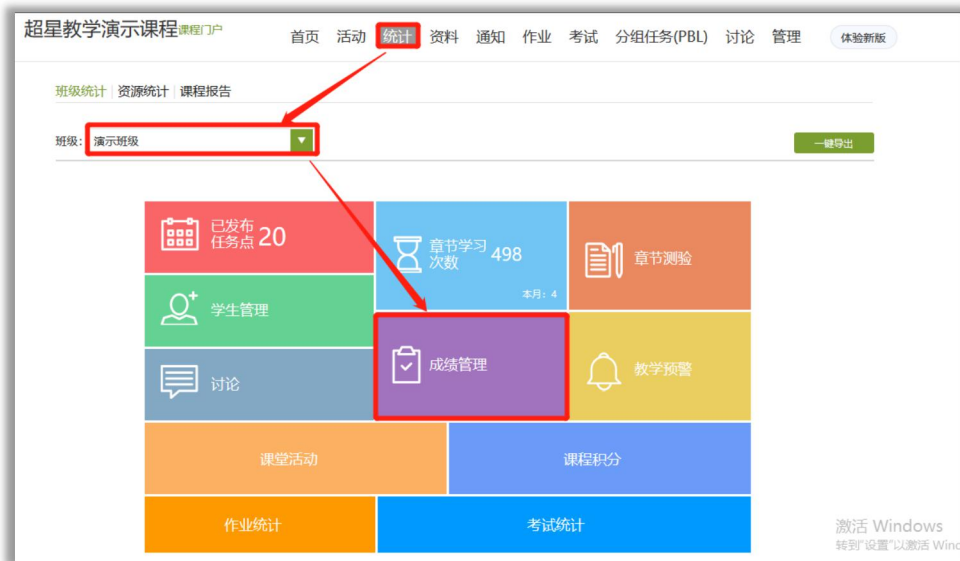 超星教学演示课程课程门户
首页 活动 统计 资料 通知 作业 考试 分组任务(PBL) 讨论 管理 体验新版
班级统计 资源统计 课程报告
班级: 演示班级
一键导出
已发布
任务点 20
章节学习
次数 498
本月: 4
章节测验
学生管理
成绩管理
教学预警
讨论
课堂活动
课程积分
作业统计
考试统计
激活 Windows
转到"设置"以激活 Wind